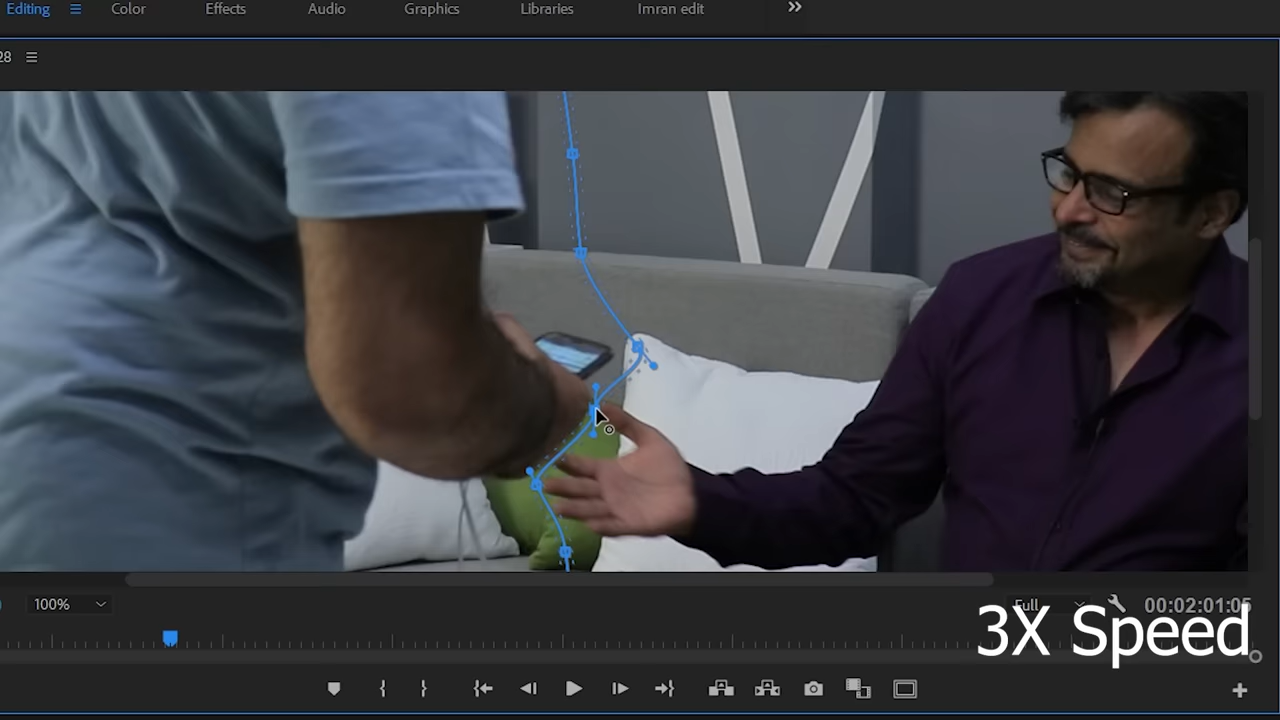 Editing Color Effects Audio Graphics Libraries Imran edit
28
100% Full 00:02:01:05
3X Speed